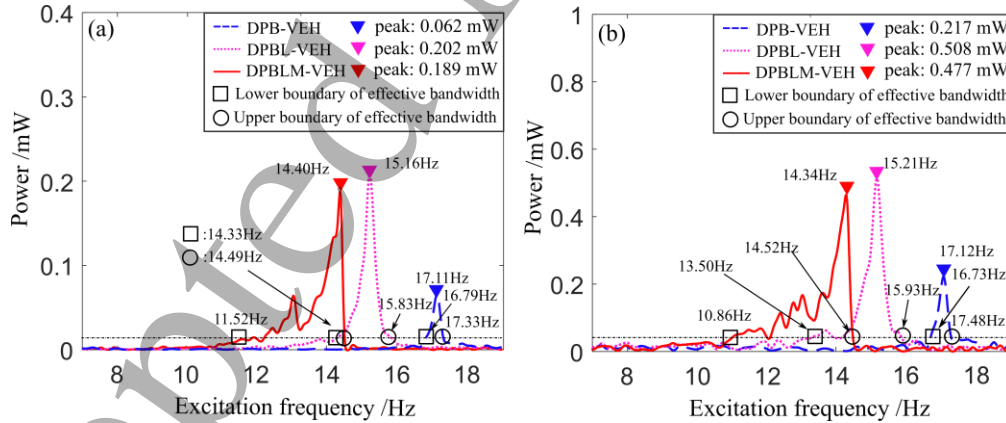 (a)
DPB-VEH peak: 0.062 mW
DPBL-VEH peak: 0.202 mW
DPBLM-VEH peak: 0.189 mW
Lower boundary of effective bandwidth
Upper boundary of effective bandwidth
0.4
0.3
0.2
0.1
0
Power /mW
14.40Hz
15.16Hz
:14.33Hz
:14.49Hz
11.52Hz
15.83Hz
17.11Hz
16.79Hz
17.33Hz
8 10 12 14 16 18
Excitation frequency /Hz
(b)
DPB-VEH peak: 0.217 mW
DPBL-VEH peak: 0.508 mW
DPBLM-VEH peak: 0.477 mW
Lower boundary of effective bandwidth
Upper boundary of effective bandwidth
1
0.8
0.6
0.4
0.2
0
Power /mW
14.34Hz
15.21Hz
14.52Hz
13.50Hz
10.86Hz
15.93Hz
17.12Hz
16.73Hz
17.48Hz
8 10 12 14 16 18
Excitation frequency /Hz